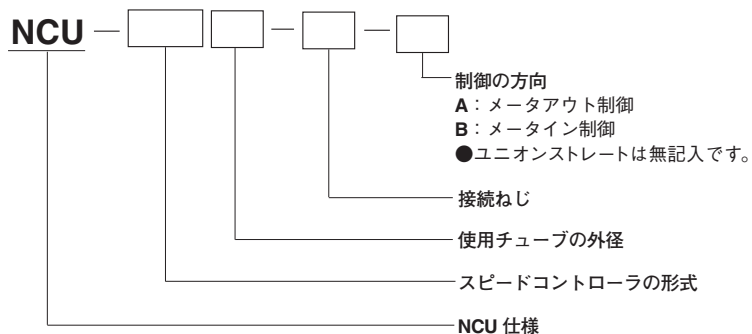 NCU — —  —
制御の方向
A：メータアウト制御
B：メータイン制御
●ユニオンストレートは無記入です。
接続ねじ
使用チューブの外径
スピードコントローラの形式
NCU 仕様